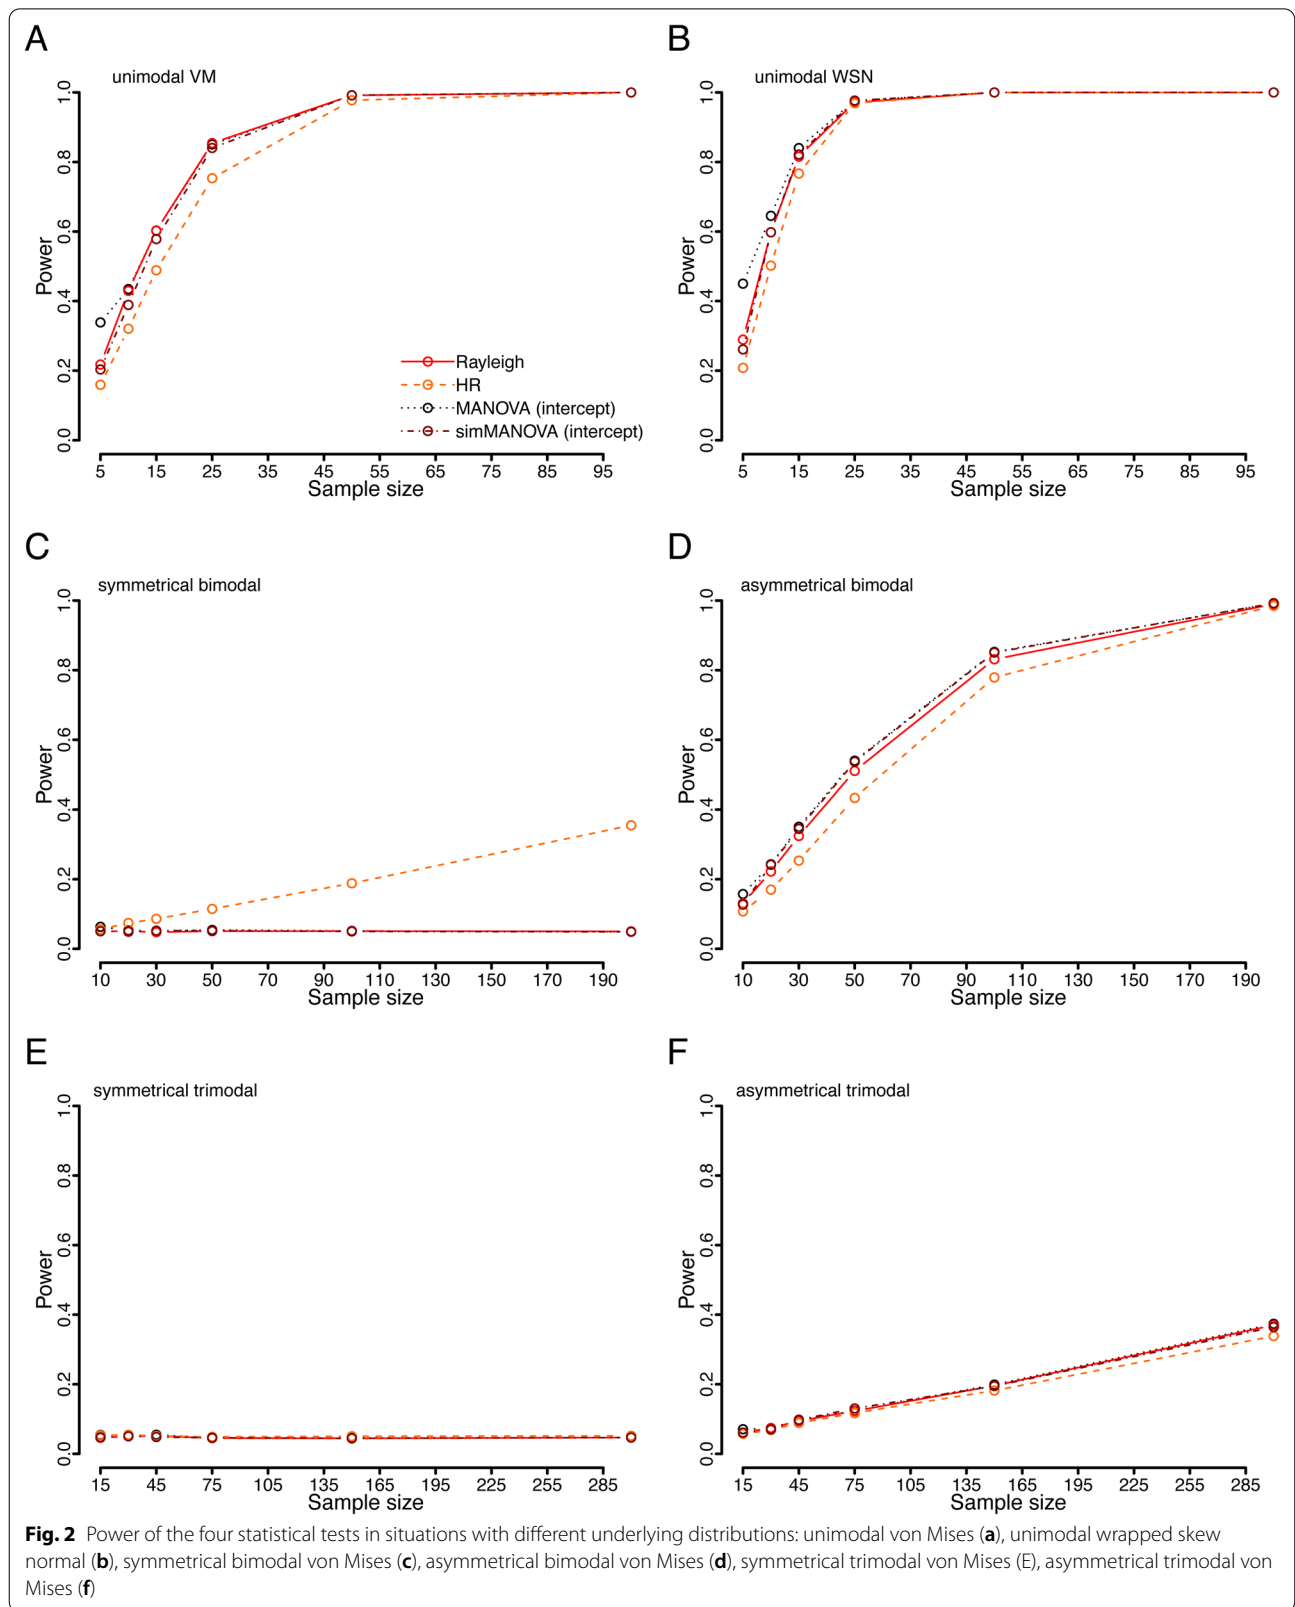 A
unimodal VM
Power
0.0 0.2 0.4 0.6 0.8 1.0
Rayleigh
HR
MANOVA (intercept)
simMANOVA (intercept)
5 15 25 35 45 55 65 75 85 95
Sample size
B
unimodal WSN
Power
0.0 0.2 0.4 0.6 0.8 1.0
5 15 25 35 45 55 65 75 85 95
Sample size
C
symmetrical bimodal
Power
0.0 0.2 0.4 0.6 0.8 1.0
10 30 50 70 90 110 130 150 170 190
Sample size
D
asymmetrical bimodal
Power
0.0 0.2 0.4 0.6 0.8 1.0
10 30 50 70 90 110 130 150 170 190
Sample size
E
symmetrical trimodal
Power
0.0 0.2 0.4 0.6 0.8 1.0
15 45 75 105 135 165 195 225 255 285
Sample size
F
asymmetrical trimodal
Power
0.0 0.2 0.4 0.6 0.8 1.0
15 45 75 105 135 165 195 225 255 285
Sample size
Fig. 2 Power of the four statistical tests in situations with different underlying distributions: unimodal von Mises (a), unimodal wrapped skew
normal (b), symmetrical bimodal von Mises (c), asymmetrical bimodal von Mises (d), symmetrical trimodal von Mises (E), asymmetrical trimodal von
Mises (f)